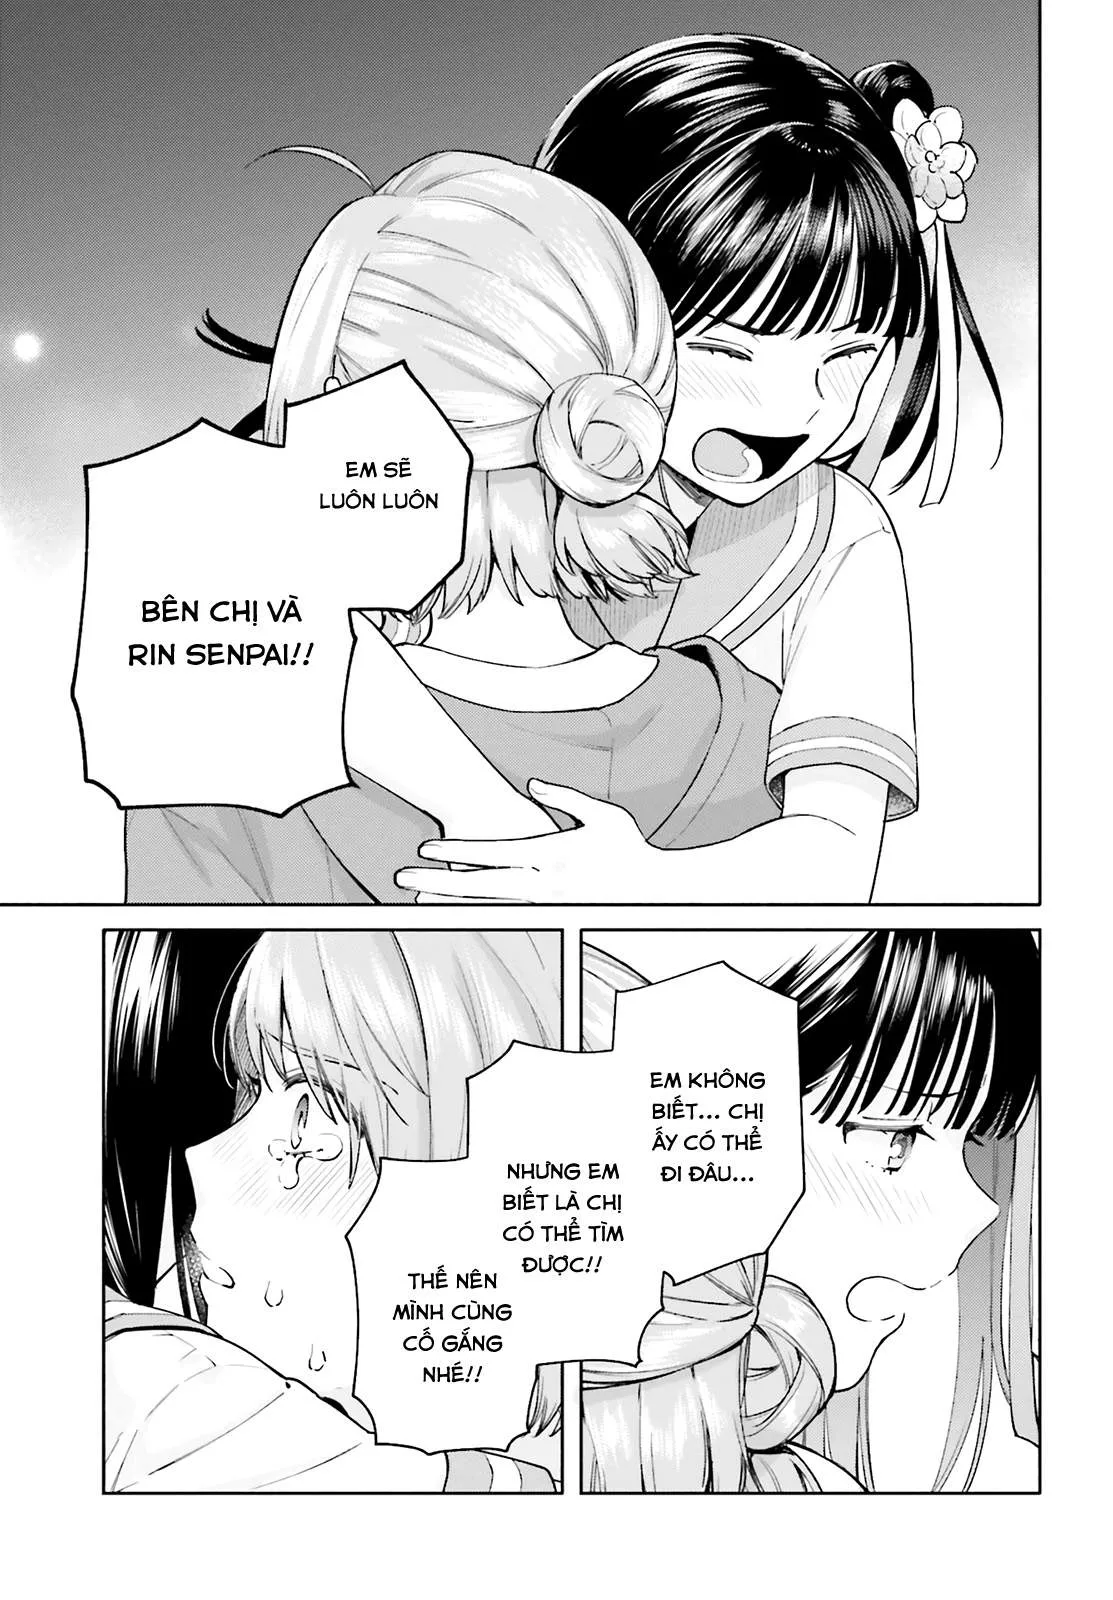 EM SẼ
LUÔN LUÔN
BÊN CHỊ VÀ
RIN SENPAI!!
EM KHÔNG
BIẾT... CHỊ
ẤY CÓ THỂ
ĐI ĐÂU...
NHƯNG EM
BIẾT LÀ CHỊ
CÓ THỂ TÌM
ĐƯỢC!!
THẾ NÊN
MÌNH CÙNG
CỐ GẮNG
NHÉ!!